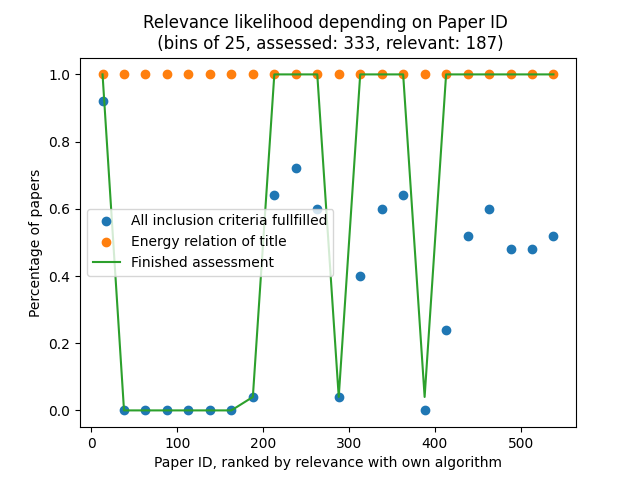 Relevance likelihood depending on Paper ID
(bins of 25, assessed: 333, relevant: 187)
Percentage of papers
1.0
0.8
0.6
0.4
0.2
0.0
All inclusion criteria fullfilled
Energy relation of title
Finished assessment
0 100 200 300 400 500
Paper ID, ranked by relevance with own algorithm